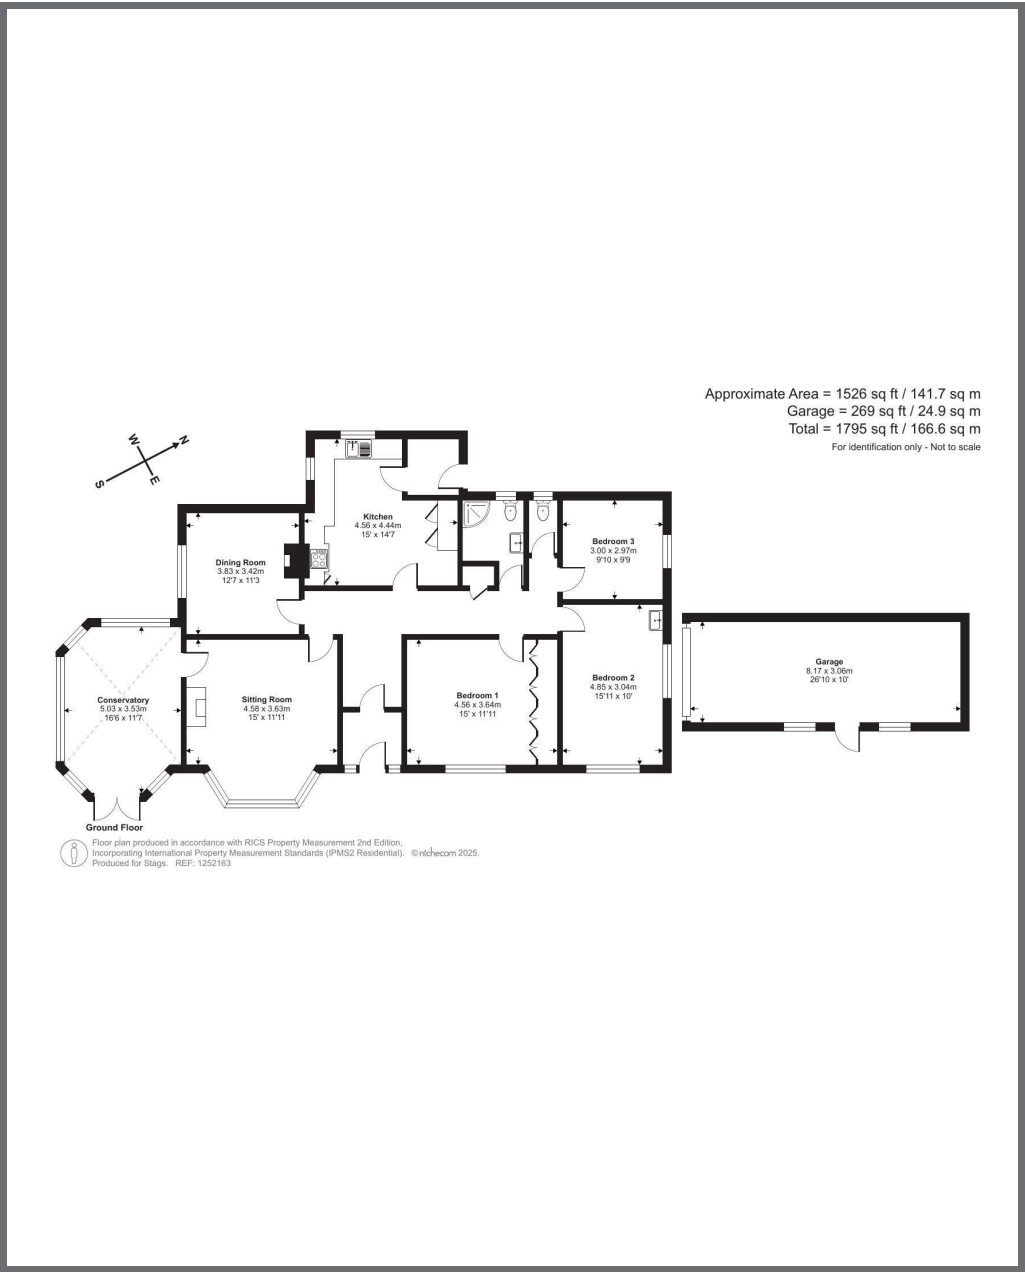 Approximate Area = 1526 sq ft / 141.7 sq m
Garage = 269 sq ft / 24.9 sq m
Total = 1795 sq ft / 166.6 sq m
For identification only - Not to scale
W
N
S
E
Kitchen
4.56 x 4.44m
15' x 14'7
Dining Room
3.83 x 3.42m
12'7 x 11'3
Bedroom 3
3.00 x 2.97m
9'10 x 9'9
Conservatory
5.03 x 3.53m
16'6 x 11'7
Sitting Room
4.58 x 3.63m
15' x 11'11
Bedroom 1
4.56 x 3.64m
15' x 11'11
Bedroom 2
4.85 x 3.04m
15'11 x 10'
Garage
8.17 x 3.06m
26'10 x 10'
Ground Floor
Floor plan produced in accordance with RICS Property Measurement 2nd Edition,
Incorporating International Property Measurement Standards (IPMS2 Residential). © ntchecom 2025.
Produced for Stags. REF: 1252163